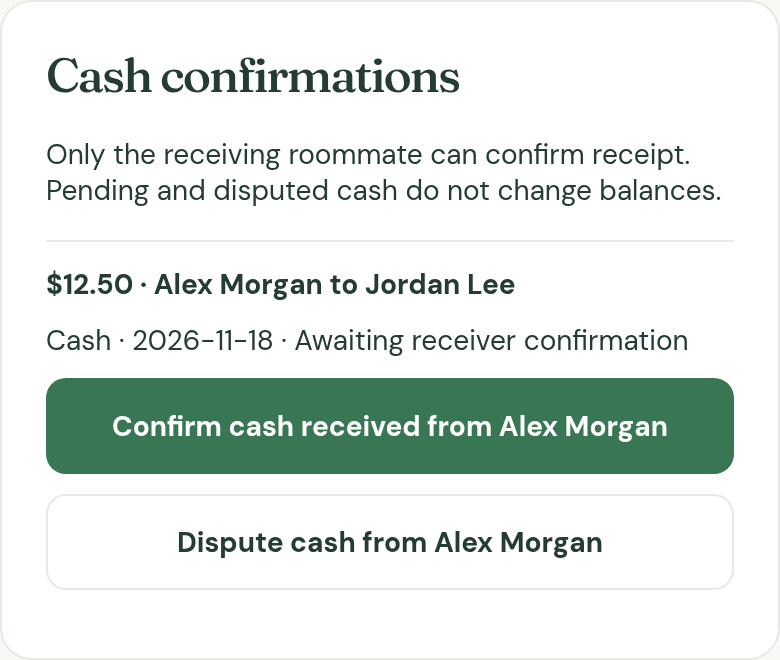 Cash confirmations
Only the receiving roommate can confirm receipt.
Pending and disputed cash do not change balances.
$12.50 · Alex Morgan to Jordan Lee
Cash · 2026-11-18 · Awaiting receiver confirmation
Confirm cash received from Alex Morgan
Dispute cash from Alex Morgan